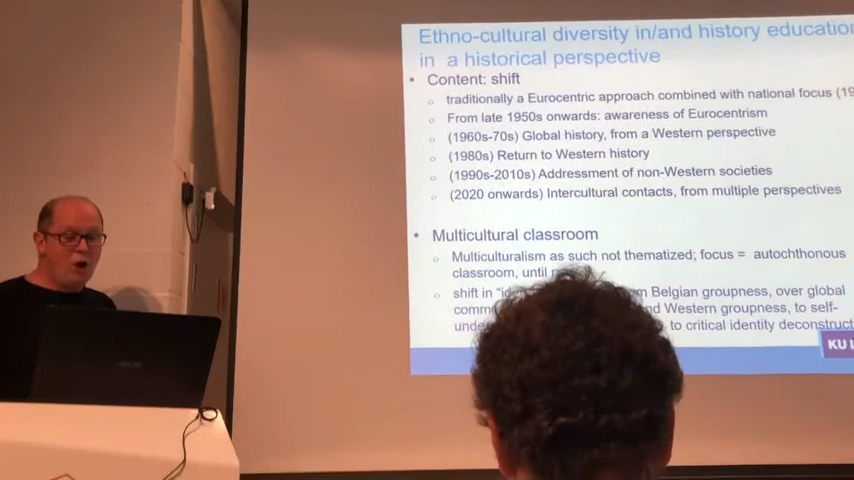 Ethno-cultural diversity in/and history education
in a historical perspective
• Content: shift
○ traditionally a Eurocentric approach combined with national focus (19
○ From late 1950s onwards: awareness of Eurocentrism
○ (1960s-70s) Global history, from a Western perspective
○ (1980s) Return to Western history
○ (1990s-2010s) Addressment of non-Western societies
○ (2020 onwards) Intercultural contacts, from multiple perspectives
• Multicultural classroom
○ Multiculturalism as such not thematized; focus = autochthonous
classroom, until
○ shift in Belgian groupness, over global
and Western groupness, to self-
to critical identity deconstruct
KU L